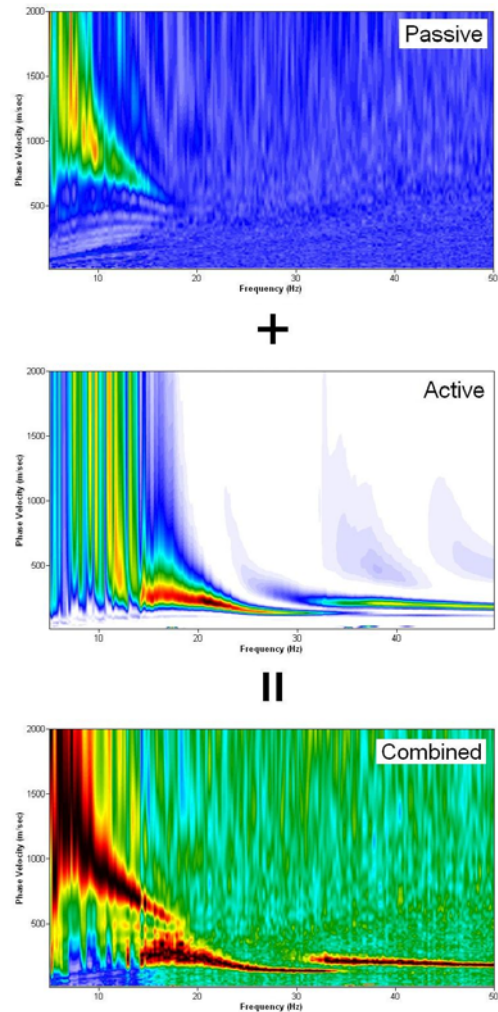 Passive
2000
1500
1000
500
Phase Velocity (m/sec)
10 20 30 40 50
Frequency (Hz)
+
Active
2000
1500
1000
500
Phase Velocity (m/sec)
10 20 30 40
Frequency (Hz)
=
Combined
2000
1500
1000
500
Phase Velocity (m/sec)
10 20 30 40 50
Frequency (Hz)